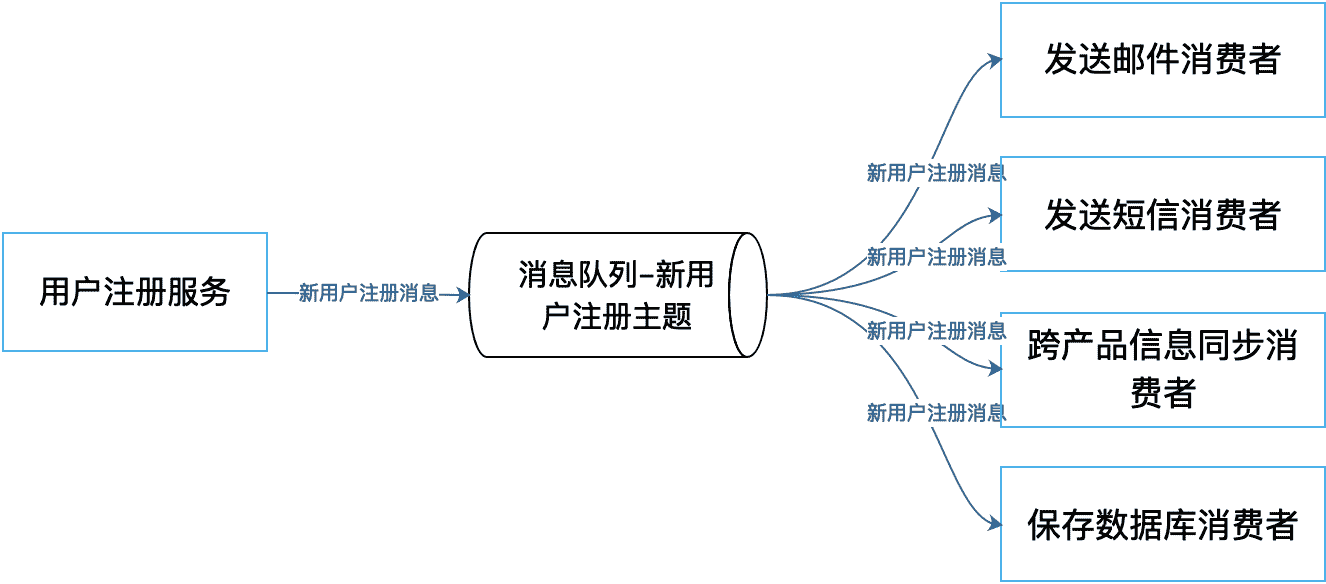 用户注册服务
新用户注册消息
消息队列–新用
户注册主题
新用户注册消息
新用户注册消息
新用户注册消息
新用户注册消息
发送邮件消费者
发送短信消费者
跨产品信息同步消
费者
保存数据库消费者